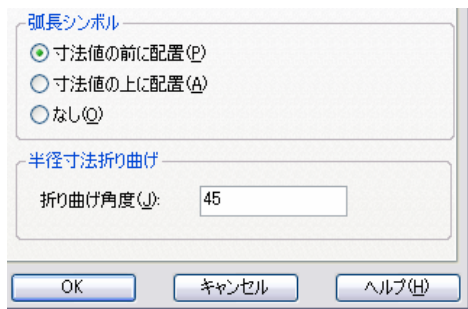 弧長シンボル
寸法値の前に配置(P)
寸法値の上に配置(A)
なし(O)
半径寸法折り曲げ
折り曲げ角度(J): 45
OK キャンセル ヘルプ(H)